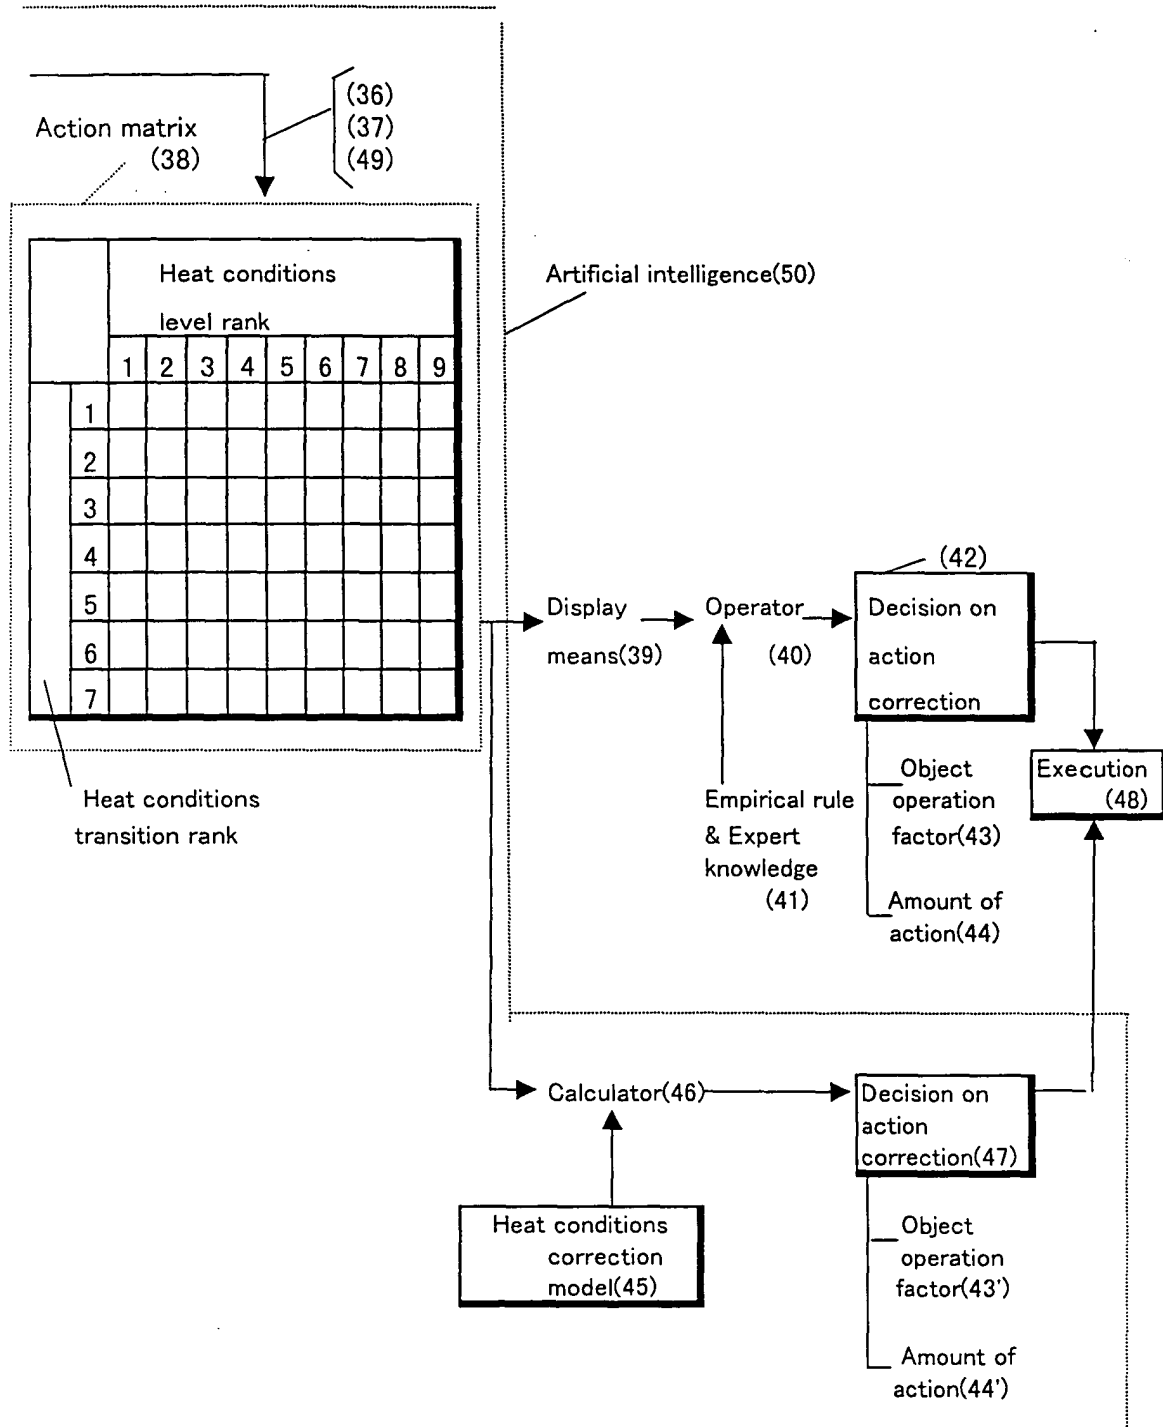 (36)
(37)
(49)
Action matrix
(38)
Heat conditions
level rank
1 2 3 4 5 6 7 8 9
1
2
3
4
5
6
7
Heat conditions
transition rank
Artificial intelligence(50)
Display
means(39)
Operator
(40)
(42)
Decision on
action
correction
Empirical rule
& Expert
knowledge
(41)
Object
operation
factor(43)
Amount of
action(44)
Execution
(48)
Calculator(46)
Decision on
action
correction(47)
Heat conditions
correction
model(45)
Object
operation
factor(43')
Amount of
action(44')